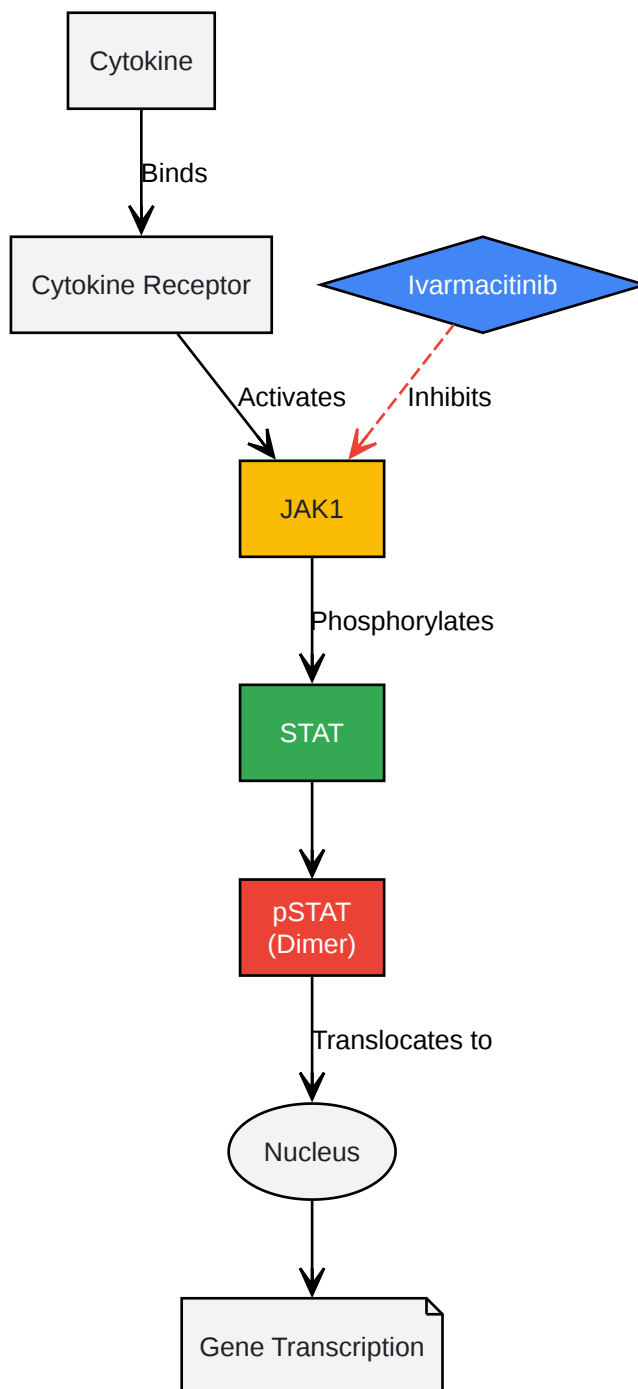 Cytokine
Binds
Cytokine Receptor
Ivarmacitinib
Activates
Inhibits
JAK1
Phosphorylates
STAT
pSTAT
(Dimer)
Translocates to
Nucleus
Gene Transcription